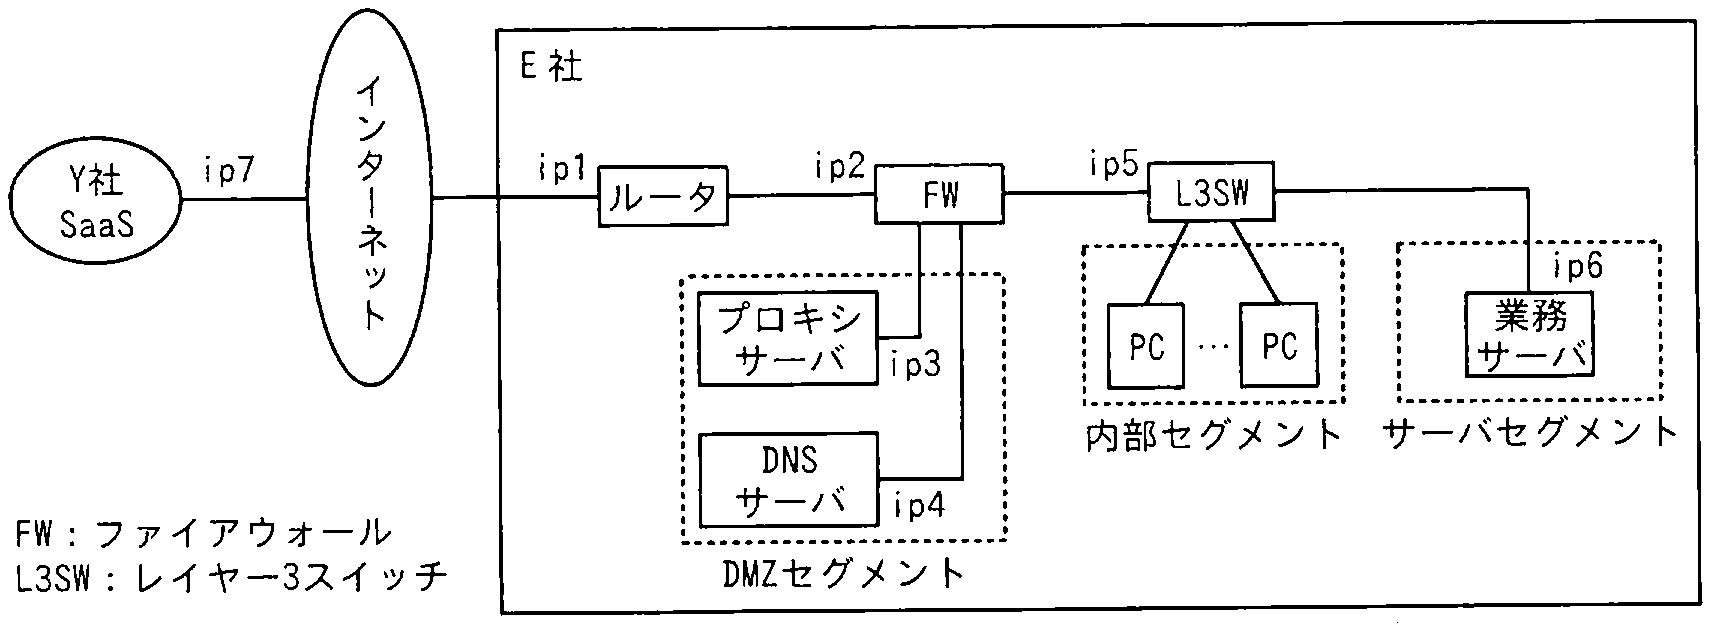 E社
インターネット
Y社
SaaS
ip7
ip1
ルータ
ip2
FW
ip5
L3SW
プロキシ
サーバ
ip3
DNS
サーバ
ip4
DMZセグメント
PC
…
PC
内部セグメント
ip6
業務
サーバ
サーバセグメント
FW:ファイアウォール
L3SW:レイヤー3スイッチ